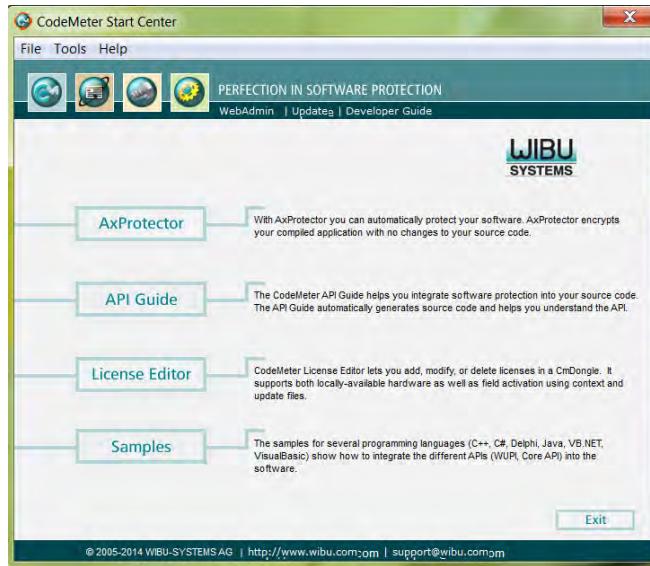 CodeMeter Start Center
File Tools Help
PERFECTION IN SOFTWARE PROTECTION
WebAdmin | Updates | Developer Guide
WIBU
SYSTEMS
AxProtector
With AxProtector you can automatically protect your software. AxProtector encrypts
your compiled application with no changes to your source code.
API Guide
The CodeMeter API Guide helps you integrate software protection into your source code.
The API Guide automatically generates source code and helps you understand the API.
License Editor
CodeMeter License Editor lets you add, modify, or delete licenses in a CmDongle. It
supports both locally-available hardware as well as field activation using context and
update files.
Samples
The samples for several programming languages (C++, C#, Delphi, Java, VB.NET,
VisualBasic) show how to integrate the different APIs (WUPI, Core API) into the
software.
Exit
© 2005-2014 WIBU-SYSTEMS AG | http://www.wibu.com:om | support@wibu.comom